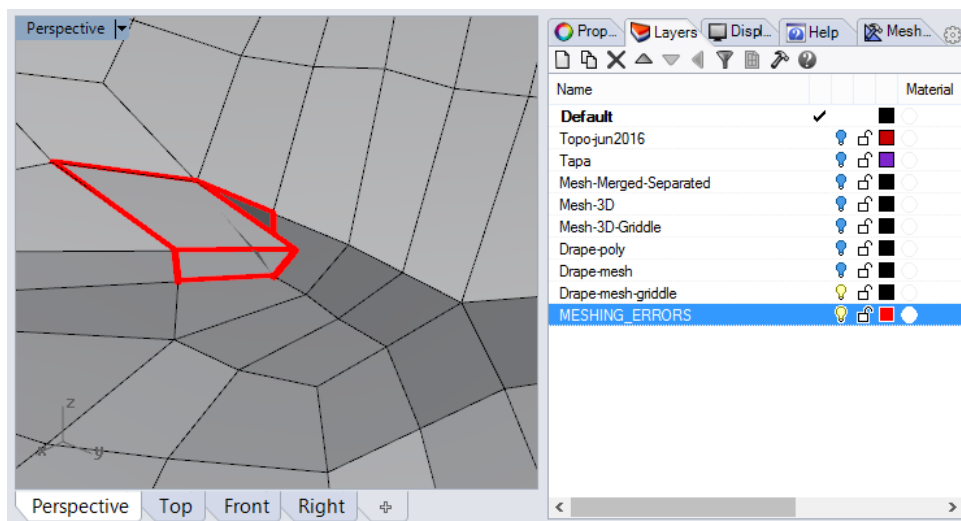 Perspective
Prop... Layers Displ... Help Mesh...
Name Material
Default
Topo-jun2016
Tapa
Mesh-Merged-Separated
Mesh-3D
Mesh-3D-Griddle
Drape-poly
Drape-mesh
Drape-mesh-griddle
MESHING_ERRORS
z
x y
Perspective Top Front Right